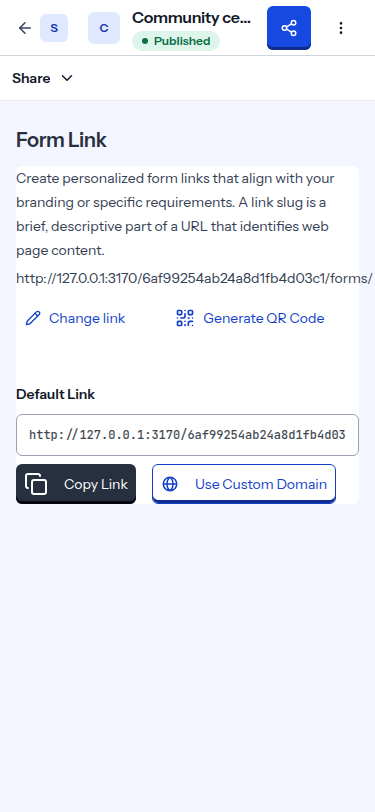 S
C
Community ce...
Published
Share
Form Link
Create personalized form links that align with your
branding or specific requirements. A link slug is a
brief, descriptive part of a URL that identifies web
page content.
http://127.0.0.1:3170/6af99254ab24a8d1fb4d03c1/forms/
Change link
Generate QR Code
Default Link
http://127.0.0.1:3170/6af99254ab24a8d1fb4d03
Copy Link
Use Custom Domain